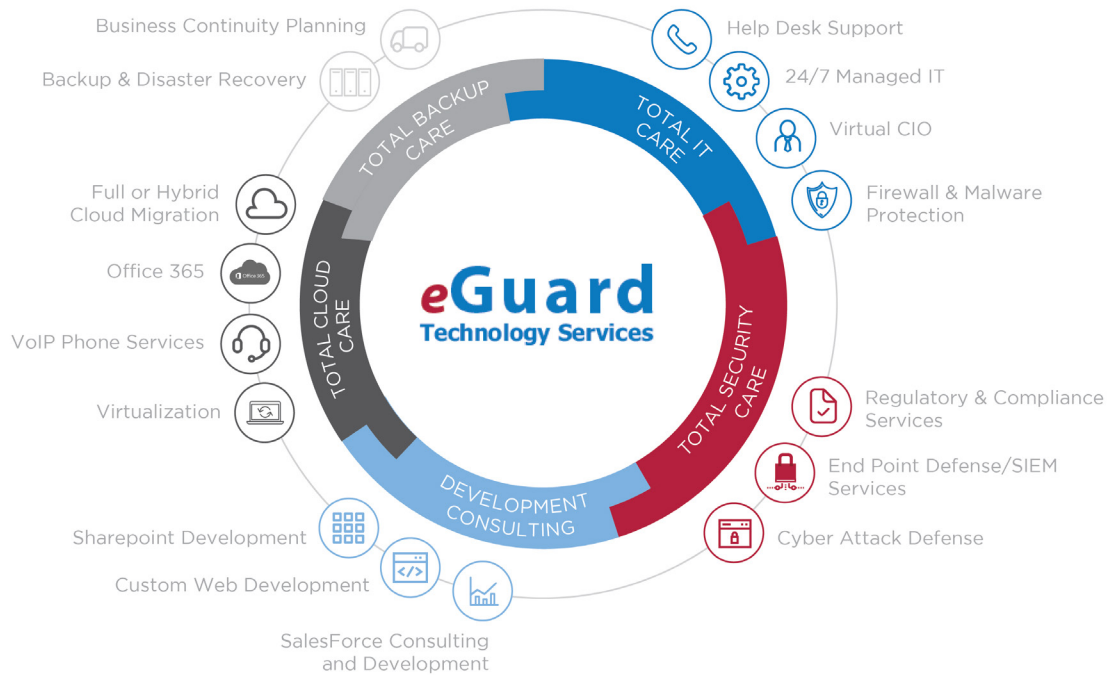 Business Continuity Planning
Backup & Disaster Recovery
Full or Hybrid
Cloud Migration
Office 365
Office 365
VoIP Phone Services
Virtualization
Sharepoint Development
Custom Web Development
</>
SalesForce Consulting
and Development
Help Desk Support
24/7 Managed IT
Virtual CIO
Firewall & Malware
Protection
Regulatory & Compliance
Services
End Point Defense/SIEM
Services
Cyber Attack Defense
TOTAL BACKUP
CARE
TOTAL IT
CARE
TOTAL CLOUD
CARE
TOTAL SECURITY
CARE
DEVELOPMENT
CONSULTING
eGuard
Technology Services